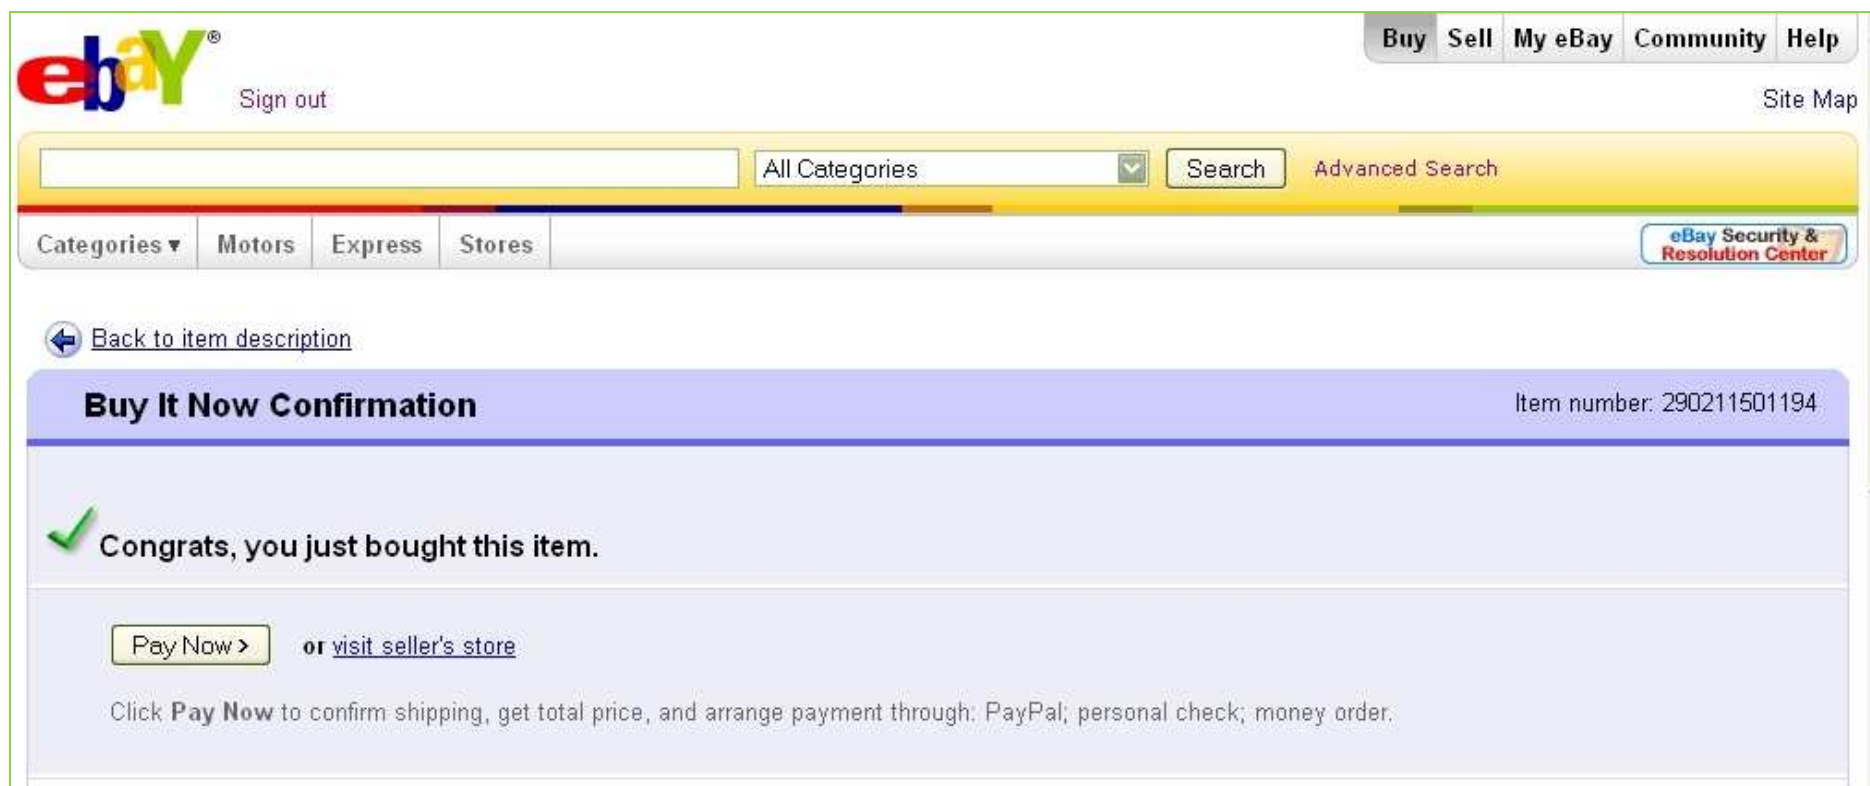 ebaY®
Buy Sell My eBay Community Help
Sign out
Site Map
All Categories Search Advanced Search
Categories ▾ Motors Express Stores
eBay Security &
Resolution Center
Back to item description
Buy It Now Confirmation
Item number: 290211501194
Congrats, you just bought this item.
Pay Now > or visit seller's store
Click Pay Now to confirm shipping, get total price, and arrange payment through: PayPal; personal check; money order.